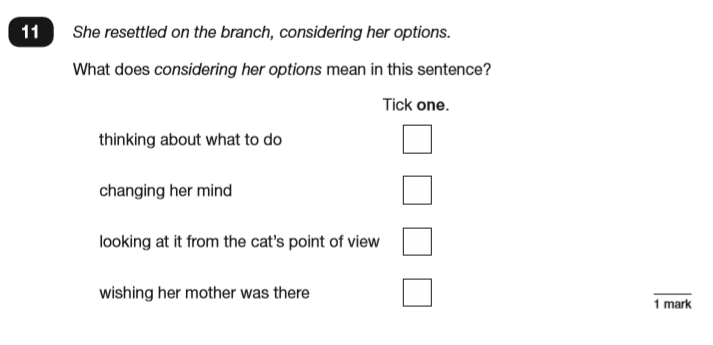 11 She resettled on the branch, considering her options.
What does considering her options mean in this sentence?
Tick one.
thinking about what to do
changing her mind
looking at it from the cat's point of view
wishing her mother was there
1 mark